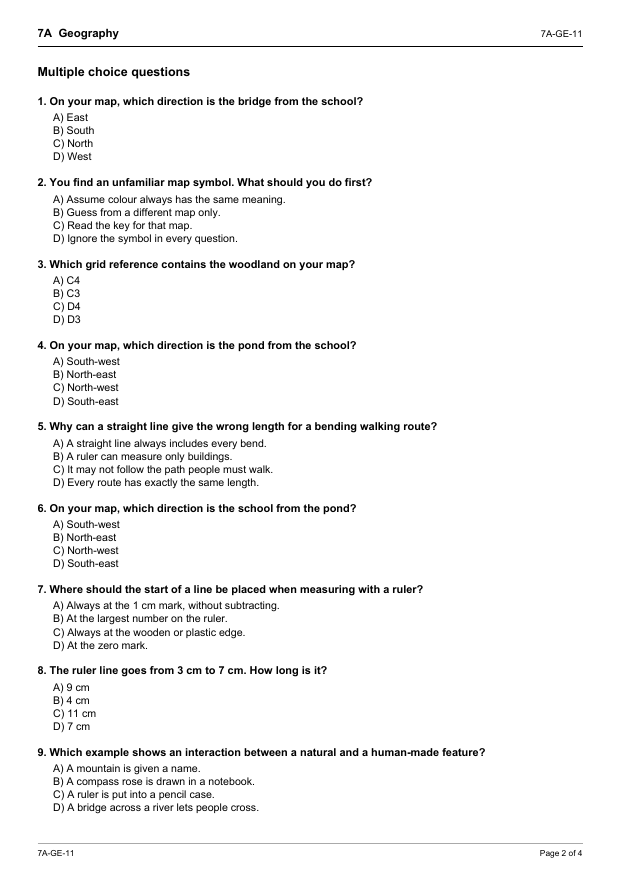 7A Geography
7A-GE-11
Multiple choice questions
1. On your map, which direction is the bridge from the school?
A) East
B) South
C) North
D) West
2. You find an unfamiliar map symbol. What should you do first?
A) Assume colour always has the same meaning.
B) Guess from a different map only.
C) Read the key for that map.
D) Ignore the symbol in every question.
3. Which grid reference contains the woodland on your map?
A) C4
B) C3
C) D4
D) D3
4. On your map, which direction is the pond from the school?
A) South-west
B) North-east
C) North-west
D) South-east
5. Why can a straight line give the wrong length for a bending walking route?
A) A straight line always includes every bend.
B) A ruler can measure only buildings.
C) It may not follow the path people must walk.
D) Every route has exactly the same length.
6. On your map, which direction is the school from the pond?
A) South-west
B) North-east
C) North-west
D) South-east
7. Where should the start of a line be placed when measuring with a ruler?
A) Always at the 1 cm mark, without subtracting.
B) At the largest number on the ruler.
C) Always at the wooden or plastic edge.
D) At the zero mark.
8. The ruler line goes from 3 cm to 7 cm. How long is it?
A) 9 cm
B) 4 cm
C) 11 cm
D) 7 cm
9. Which example shows an interaction between a natural and a human-made feature?
A) A mountain is given a name.
B) A compass rose is drawn in a notebook.
C) A ruler is put into a pencil case.
D) A bridge across a river lets people cross.
7A-GE-11
Page 2 of 4